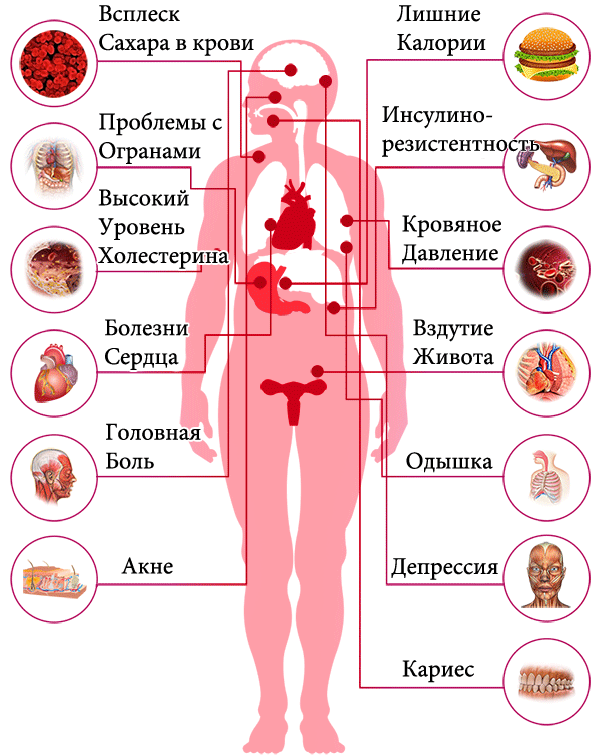 Всплеск
Сахара в крови
Проблемы с
Огранами
Высокий
Уровень
Холестерина
Болезни
Сердца
Головная
Боль
Акне
Лишние
Калории
Инсулино-
резистентность
Кровяное
Давление
Вздутие
Живота
Одышка
Депрессия
Кариес